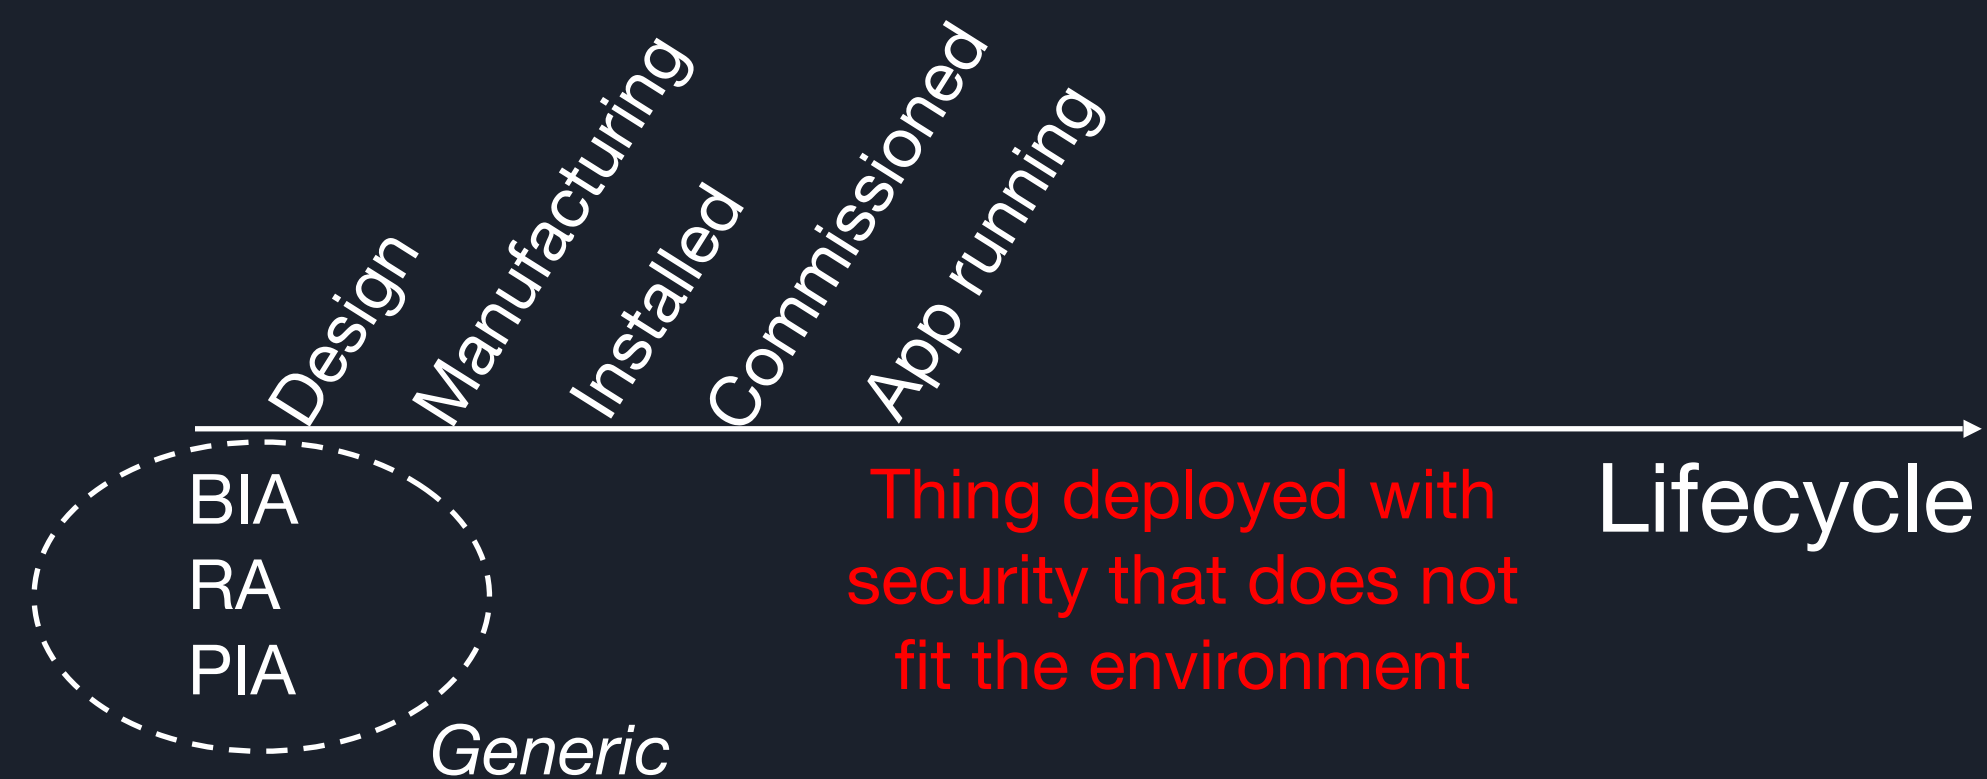 Design
Manufacturing
Installed
Commissioned
App running
Lifecycle
BIA
RA
PIA
Generic
Thing deployed with
security that does not
fit the environment